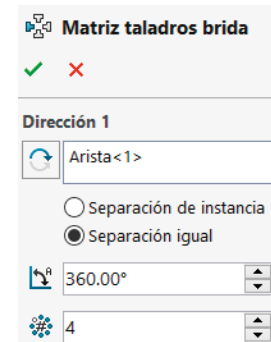 Matriz taladros brida
Dirección 1
Arista<1>
Separación de instancia
Separación igual
360.00°
4